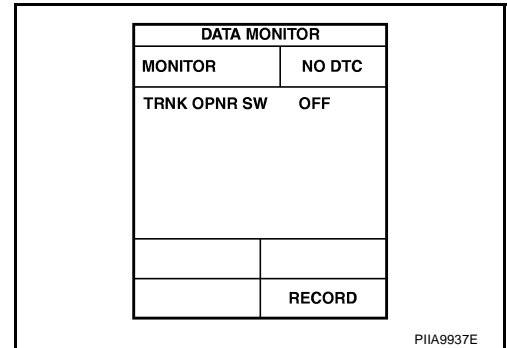 DATA MONITOR
MONITOR NO DTC
TRNK OPNR SW OFF
RECORD
PIIA9937E